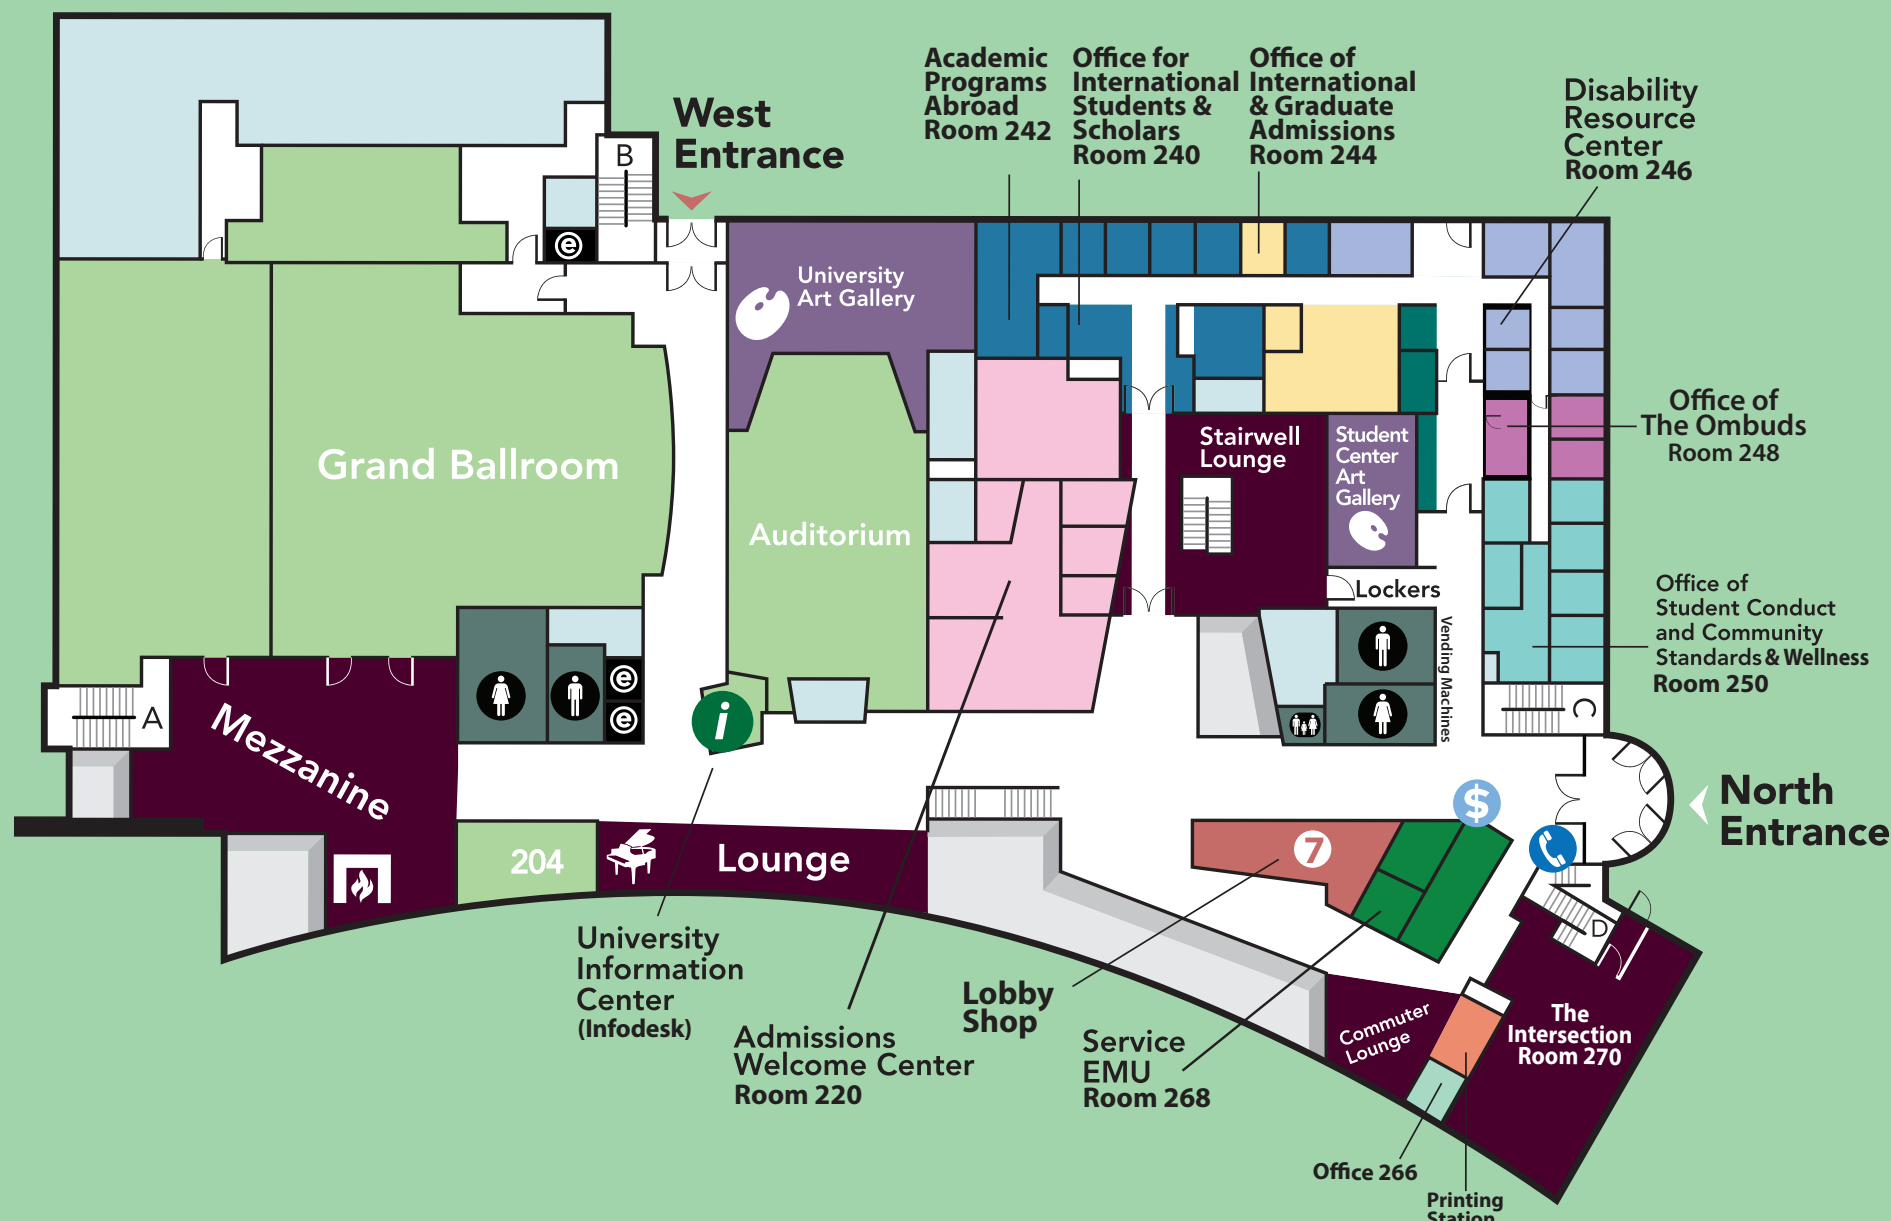 West
Entrance
Academic
Programs
Abroad
Room 242
Office for
International
Students &
Scholars
Room 240
Office of
International
& Graduate
Admissions
Room 244
Disability
Resource
Center
Room 246
B
e
University
Art Gallery
Grand Ballroom
Auditorium
Stairwell
Lounge
Student
Center
Art
Gallery
Office of
The Ombuds
Room 248
Lockers
Vending Machines
Office of
Student Conduct
and Community
Standards & Wellness
Room 250
A
Mezzanine
e
e
i
C
$
North
Entrance
204
Lounge
7
D
University
Information
Center
(Infodesk)
Admissions
Welcome Center
Room 220
Lobby
Shop
Service
EMU
Room 268
Commuter
Lounge
The
Intersection
Room 270
Office 266
Printing
Station